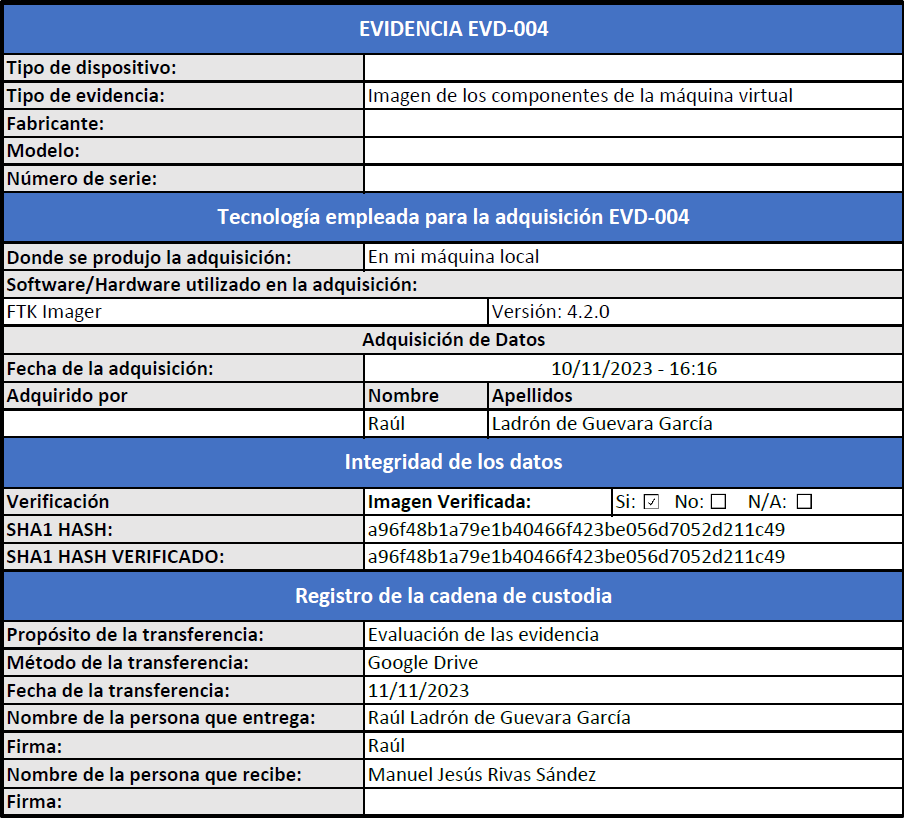 EVIDENCIA EVD-004
Tipo de dispositivo:
Tipo de evidencia: Imagen de los componentes de la máquina virtual
Fabricante:
Modelo:
Número de serie:
Tecnología empleada para la adquisición EVD-004
Donde se produjo la adquisición: En mi máquina local
Software/Hardware utilizado en la adquisición:
FTK Imager Versión: 4.2.0
Adquisición de Datos
Fecha de la adquisición: 10/11/2023 - 16:16
Adquirido por Nombre Apellidos
Raúl Ladrón de Guevara García
Integridad de los datos
Verificación Imagen Verificada: Si: ☑ No: ☐ N/A: ☐
SHA1 HASH: a96f48b1a79e1b40466f423be056d7052d211c49
SHA1 HASH VERIFICADO: a96f48b1a79e1b40466f423be056d7052d211c49
Registro de la cadena de custodia
Propósito de la transferencia: Evaluación de las evidencia
Método de la transferencia: Google Drive
Fecha de la transferencia: 11/11/2023
Nombre de la persona que entrega: Raúl Ladrón de Guevara García
Firma: Raúl
Nombre de la persona que recibe: Manuel Jesús Rivas Sández
Firma: